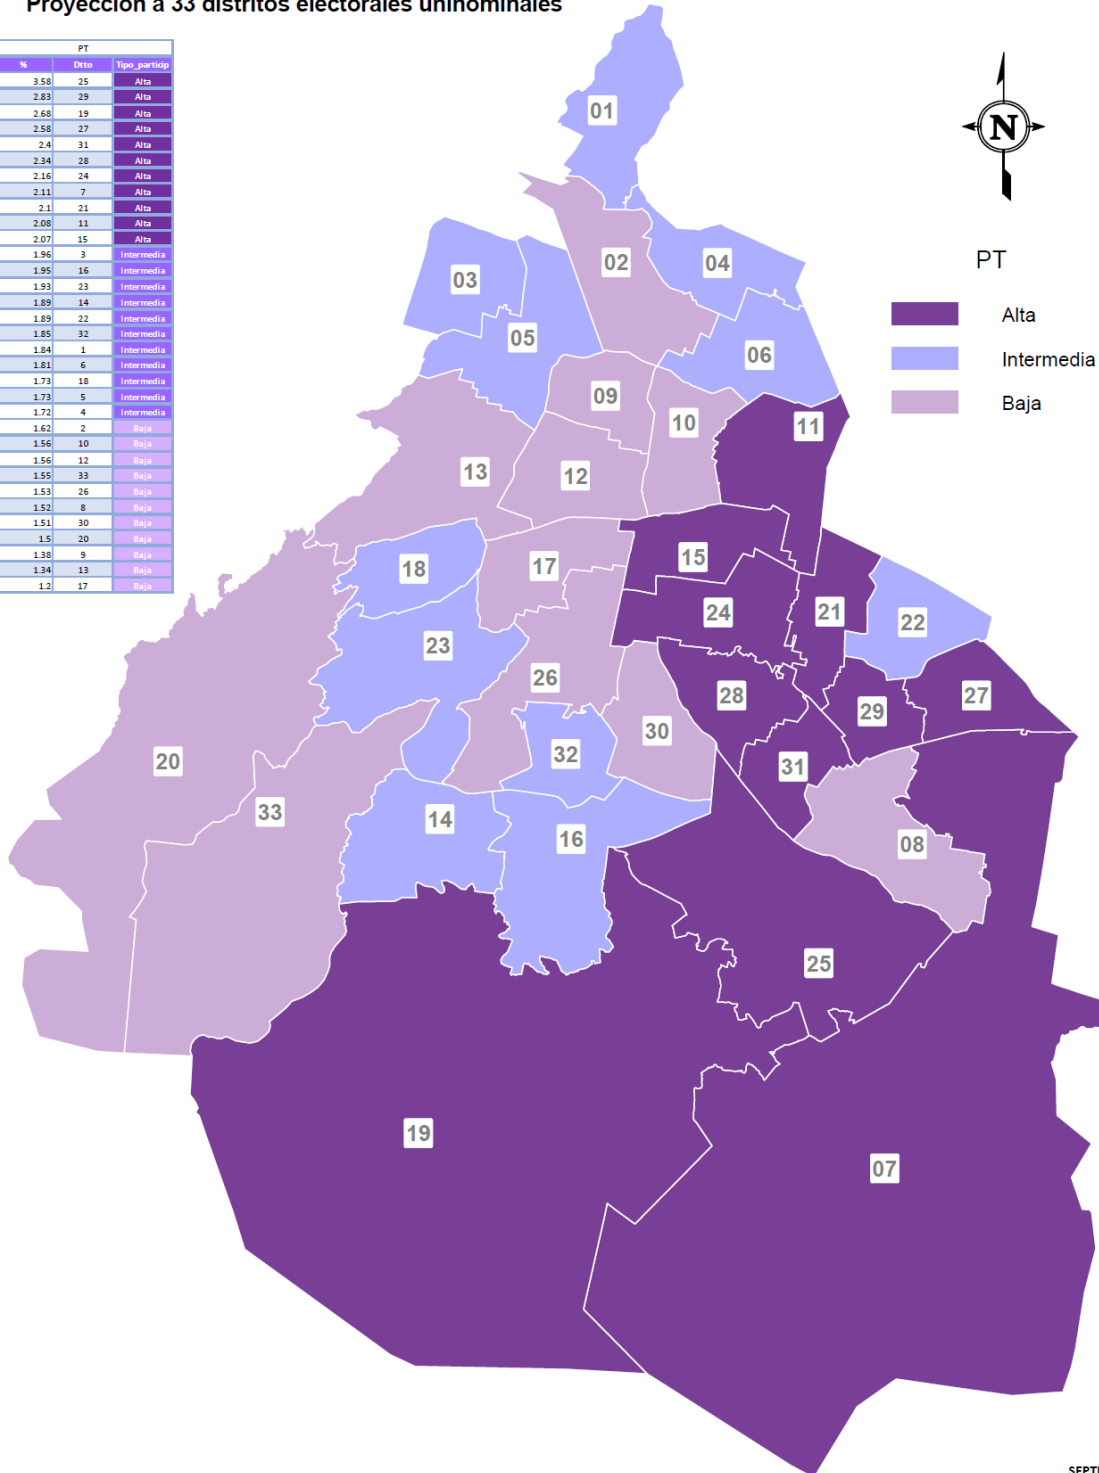 Proyección a 33 distritos electorales uninominales
PT
% Dtto Tipo_particip
3.58 25 Alta
2.83 29 Alta
2.68 19 Alta
2.58 27 Alta
2.4 31 Alta
2.34 28 Alta
2.16 24 Alta
2.11 7 Alta
2.1 21 Alta
2.08 11 Alta
2.07 15 Alta
1.96 3 Intermedia
1.95 16 Intermedia
1.93 23 Intermedia
1.89 14 Intermedia
1.89 22 Intermedia
1.85 32 Intermedia
1.84 1 Intermedia
1.81 6 Intermedia
1.73 18 Intermedia
1.73 5 Intermedia
1.72 4 Intermedia
1.62 2 Baja
1.56 10 Baja
1.56 12 Baja
1.55 33 Baja
1.53 26 Baja
1.52 8 Baja
1.51 30 Baja
1.5 20 Baja
1.38 9 Baja
1.34 13 Baja
1.2 17 Baja
N
PT
Alta
Intermedia
Baja
01
02
04
03
05
06
09
10
11
13
12
15
18
17
24
21
22
23
26
28
27
29
30
32
20
31
33
14
16
08
25
19
07
SEPT